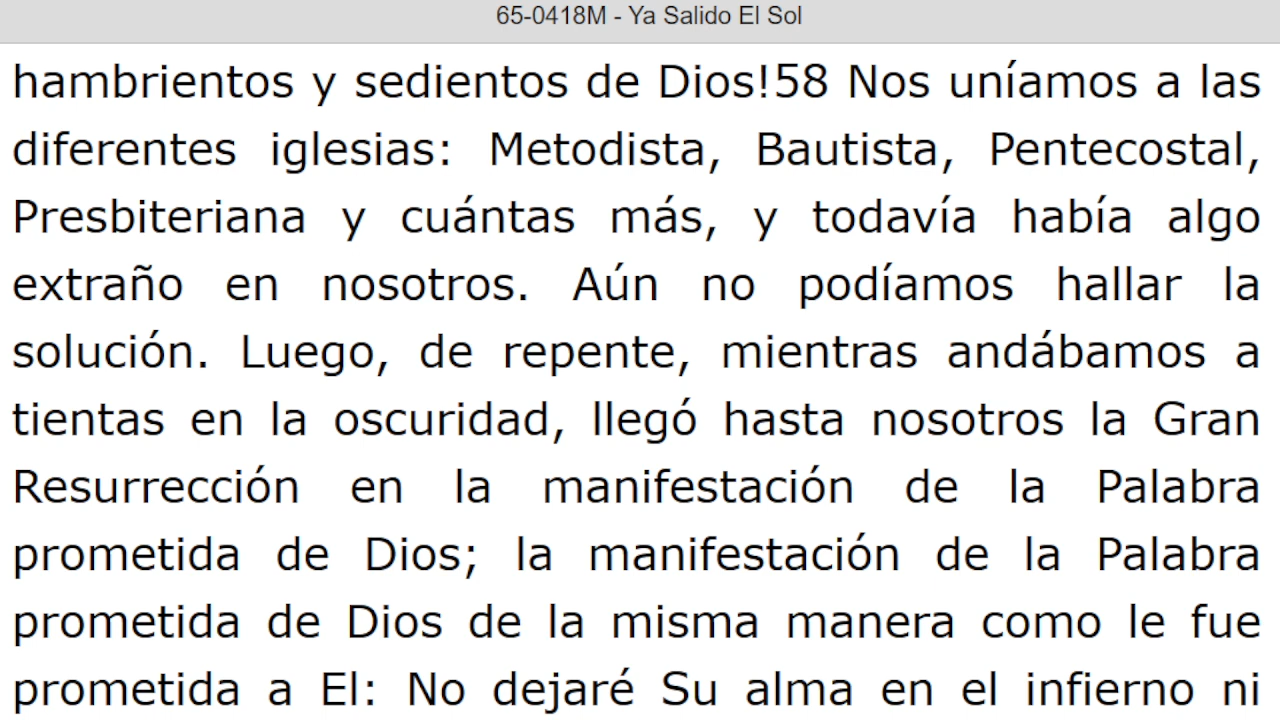 65-0418M - Ya Salido El Sol
hambrientos y sedientos de Dios!58 Nos uníamos a las
diferentes iglesias: Metodista, Bautista, Pentecostal,
Presbiteriana y cuántas más, y todavía había algo
extraño en nosotros. Aún no podíamos hallar la
solución. Luego, de repente, mientras andábamos a
tientas en la oscuridad, llegó hasta nosotros la Gran
Resurrección en la manifestación de la Palabra
prometida de Dios; la manifestación de la Palabra
prometida de Dios de la misma manera como le fue
prometida a El: No dejaré Su alma en el infierno ni